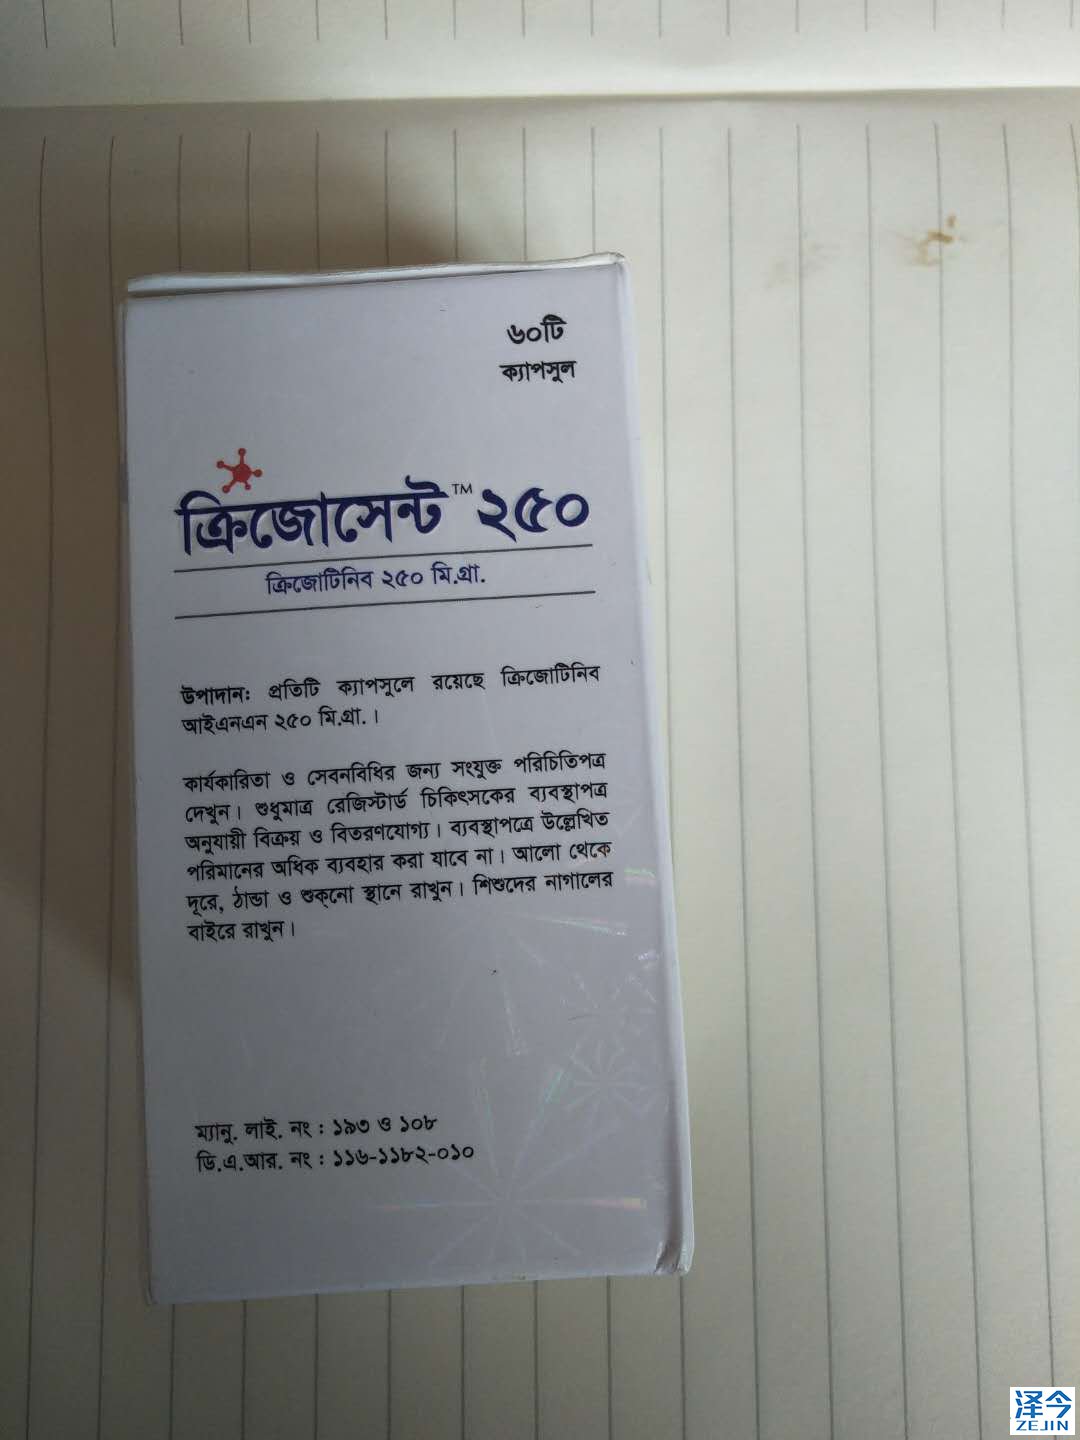 ৬০টি
ক্যাপসুল
ক্রিজোসেন্ট™ ২৫০
ক্রিজোটিনিব ২৫০ মি.গ্রা.
উপাদান: প্রতিটি ক্যাপসুলে রয়েছে ক্রিজোটিনিব
আইএনএন ২৫০ মি.গ্রা. ।
কার্যকারিতা ও সেবনবিধির জন্য সংযুক্ত পরিচিতিপত্র
দেখুন। শুধুমাত্র রেজিস্টার্ড চিকিৎসকের ব্যবস্থাপত্র
অনুযায়ী বিক্রয় ও বিতরণযোগ্য। ব্যবস্থাপত্রে উল্লেখিত
পরিমানের অধিক ব্যবহার করা যাবে না। আলো থেকে
দূরে, ঠান্ডা ও শুক্‌নো স্থানে রাখুন। শিশুদের নাগালের
বাইরে রাখুন।
ম্যানু. লাই. নং : ১৯৩ ও ১০৮
ডি.এ.আর. নং : ১১৬-১১৮২-০১০
泽今
ZEJIN